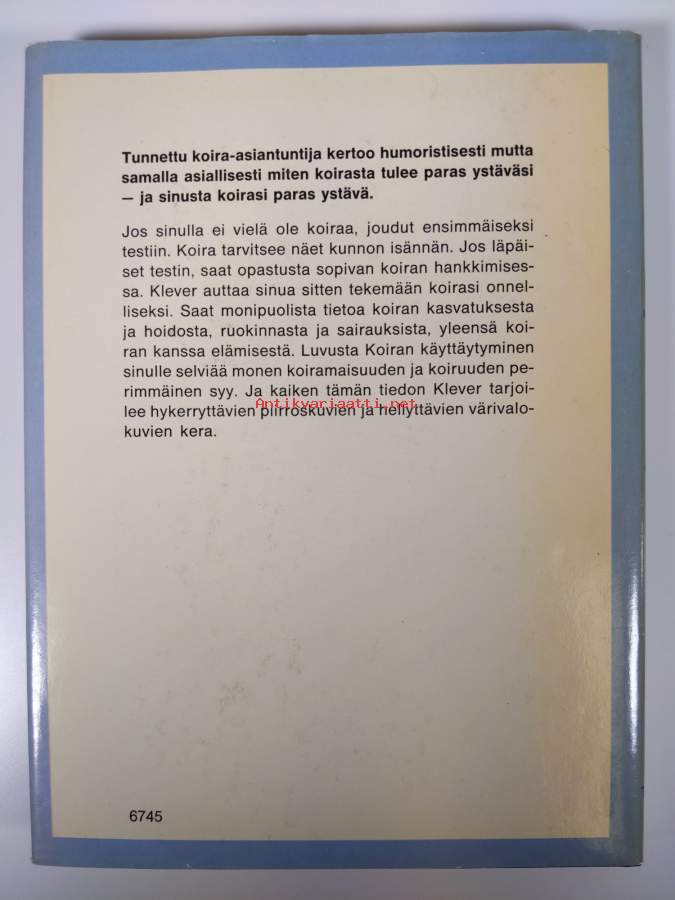 Tunnettu koira-asiantuntija kertoo humoristisesti mutta
samalla asiallisesti miten koirasta tulee paras ystäväsi
— ja sinusta koirasi paras ystävä.
Jos sinulla ei vielä ole koiraa, joudut ensimmäiseksi
testiin. Koira tarvitsee näet kunnon isännän. Jos läpäi-
set testin, saat opastusta sopivan koiran hankkimises-
sa. Klever auttaa sinua sitten tekemään koirasi onnel-
liseksi. Saat monipuolista tietoa koiran kasvatuksesta
ja hoidosta, ruokinnasta ja sairauksista, yleensä koi-
ran kanssa elämisestä. Luvusta Koiran käyttäytyminen
sinulle selviää monen koiramaisuuden ja koiruuden pe-
rimmäinen syy. Ja kaiken tämän tiedon Klever tarjoi-
lee hykerryttävien piirroskuvien ja hellyttävien värivalo-
kuvien kera.
Antikvariaatti.net
6745